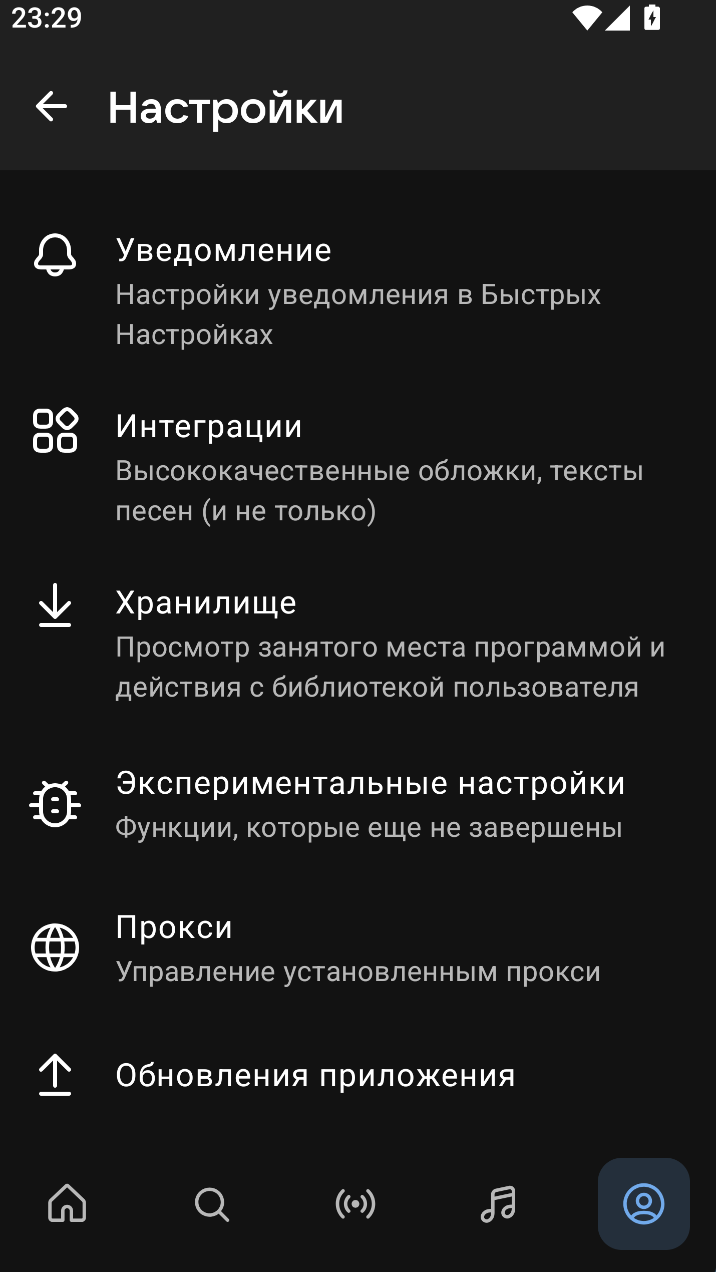 23:29
Настройки
Уведомление
Настройки уведомления в Быстрых
Настройках
Интеграции
Высококачественные обложки, тексты
песен (и не только)
Хранилище
Просмотр занятого места программой и
действия с библиотекой пользователя
Экспериментальные настройки
Функции, которые еще не завершены
Прокси
Управление установленным прокси
Обновления приложения